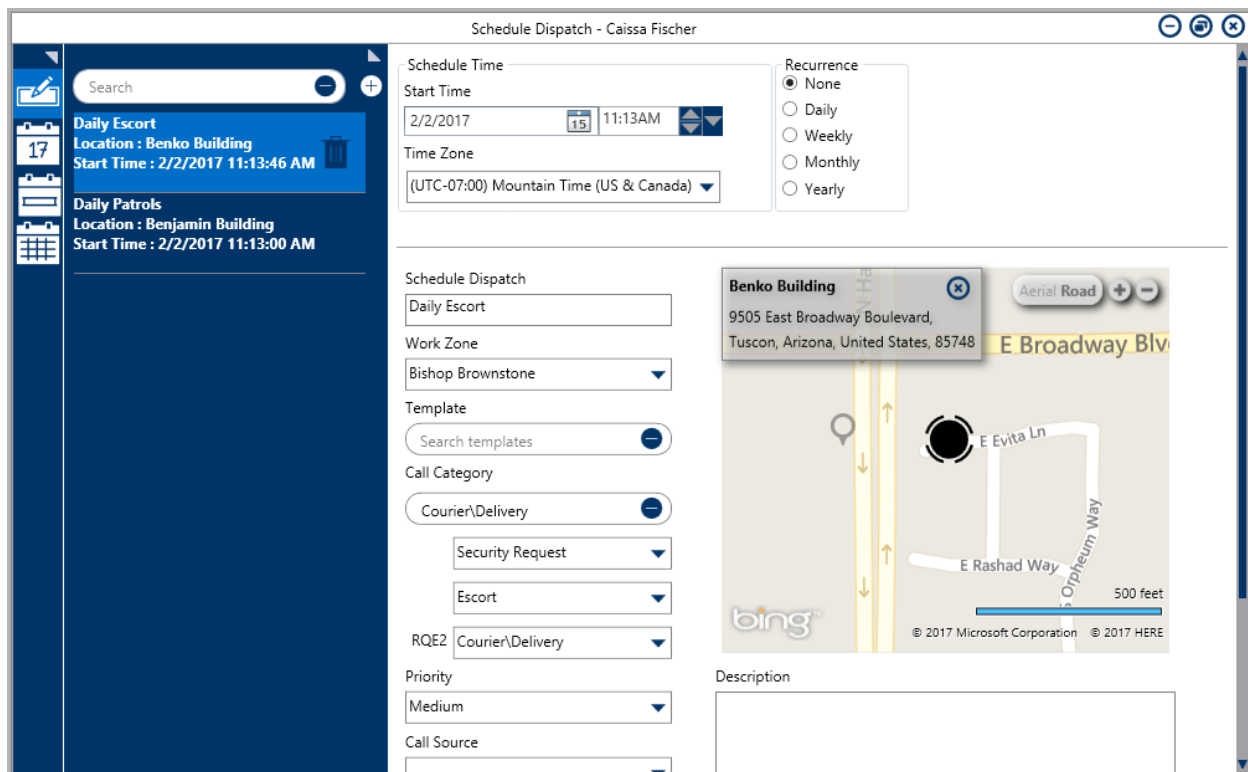 Schedule Dispatch - Caissa Fischer
Search
Daily Escort
Location : Benko Building
Start Time : 2/2/2017 11:13:46 AM
Daily Patrols
Location : Benjamin Building
Start Time : 2/2/2017 11:13:00 AM
17
Schedule Time
Start Time
2/2/2017
15
11:13AM
Time Zone
(UTC-07:00) Mountain Time (US & Canada)
Recurrence
None
Daily
Weekly
Monthly
Yearly
Schedule Dispatch
Daily Escort
Work Zone
Bishop Brownstone
Template
Search templates
Call Category
Courier\Delivery
Security Request
Escort
RQE2 Courier\Delivery
Priority
Medium
Call Source
Benko Building
9505 East Broadway Boulevard,
Tuscon, Arizona, United States, 85748
N Ha
Aerial Road
E Broadway Blv
E Evita Ln
E Rashad Way
S Orpheum Way
500 feet
bing
© 2017 Microsoft Corporation © 2017 HERE
Description